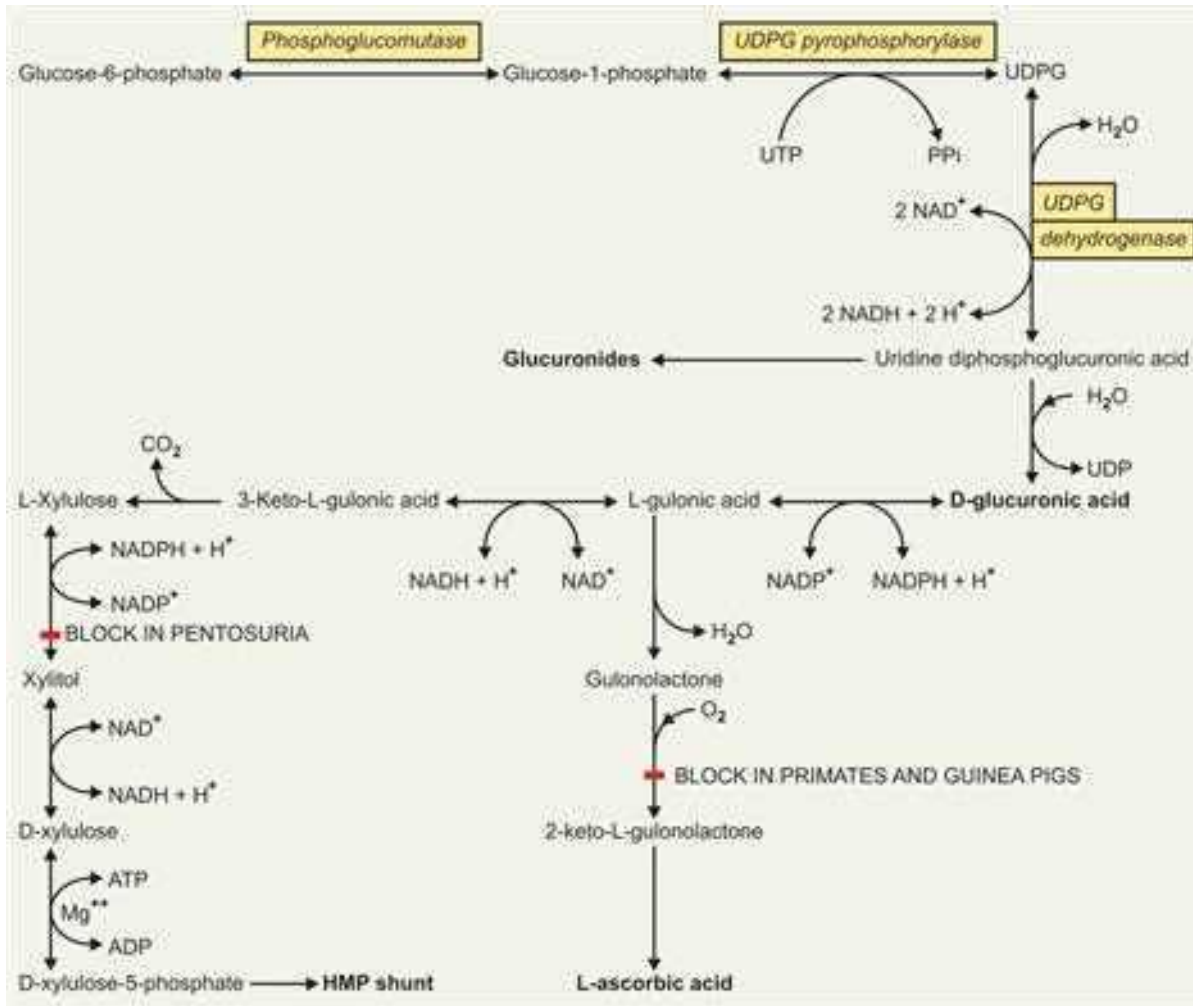 Phosphoglucomutase
UDPG pyrophosphorylase
Glucose-6-phosphate
Glucose-1-phosphate
UDPG
UTP
PPi
H₂O
UDPG
dehydrogenase
2 NAD⁺
2 NADH + 2 H⁺
Glucuronides
Uridine diphosphoglucuronic acid
H₂O
UDP
CO₂
L-Xylulose
3-Keto-L-gulonic acid
L-gulonic acid
D-glucuronic acid
NADPH + H⁺
NADP⁺
NADH + H⁺
NAD⁺
NADP⁺
NADPH + H⁺
BLOCK IN PENTOSURIA
H₂O
Xylitol
Gulonolactone
NAD⁺
NADH + H⁺
O₂
BLOCK IN PRIMATES AND GUINEA PIGS
D-xylulose
2-keto-L-gulonolactone
ATP
Mg⁺⁺
ADP
D-xylulose-5-phosphate
HMP shunt
L-ascorbic acid